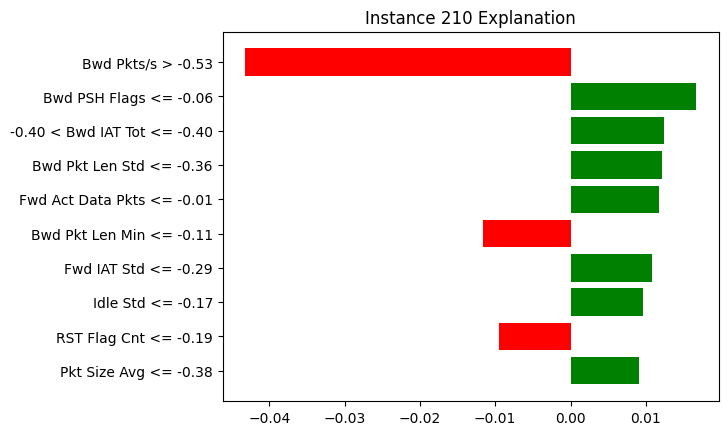 Instance 210 Explanation
Bwd Pkts/s > -0.53
Bwd PSH Flags <= -0.06
-0.40 < Bwd IAT Tot <= -0.40
Bwd Pkt Len Std <= -0.36
Fwd Act Data Pkts <= -0.01
Bwd Pkt Len Min <= -0.11
Fwd IAT Std <= -0.29
Idle Std <= -0.17
RST Flag Cnt <= -0.19
Pkt Size Avg <= -0.38
−0.04 −0.03 −0.02 −0.01 0.00 0.01